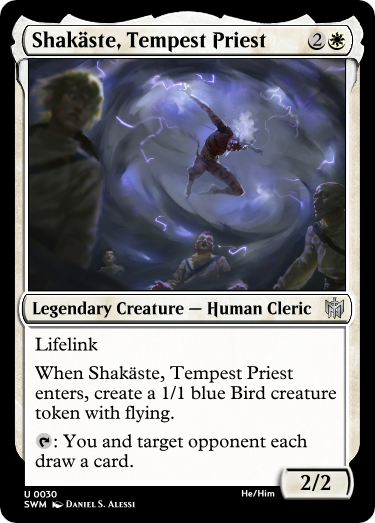 Shakäste, Tempest Priest 2
Legendary Creature — Human Cleric
Lifelink
When Shakäste, Tempest Priest
enters, create a 1/1 blue Bird creature
token with flying.
: You and target opponent each
draw a card.
2/2
U 0030
He/Him
SWM Daniel S. Alessi